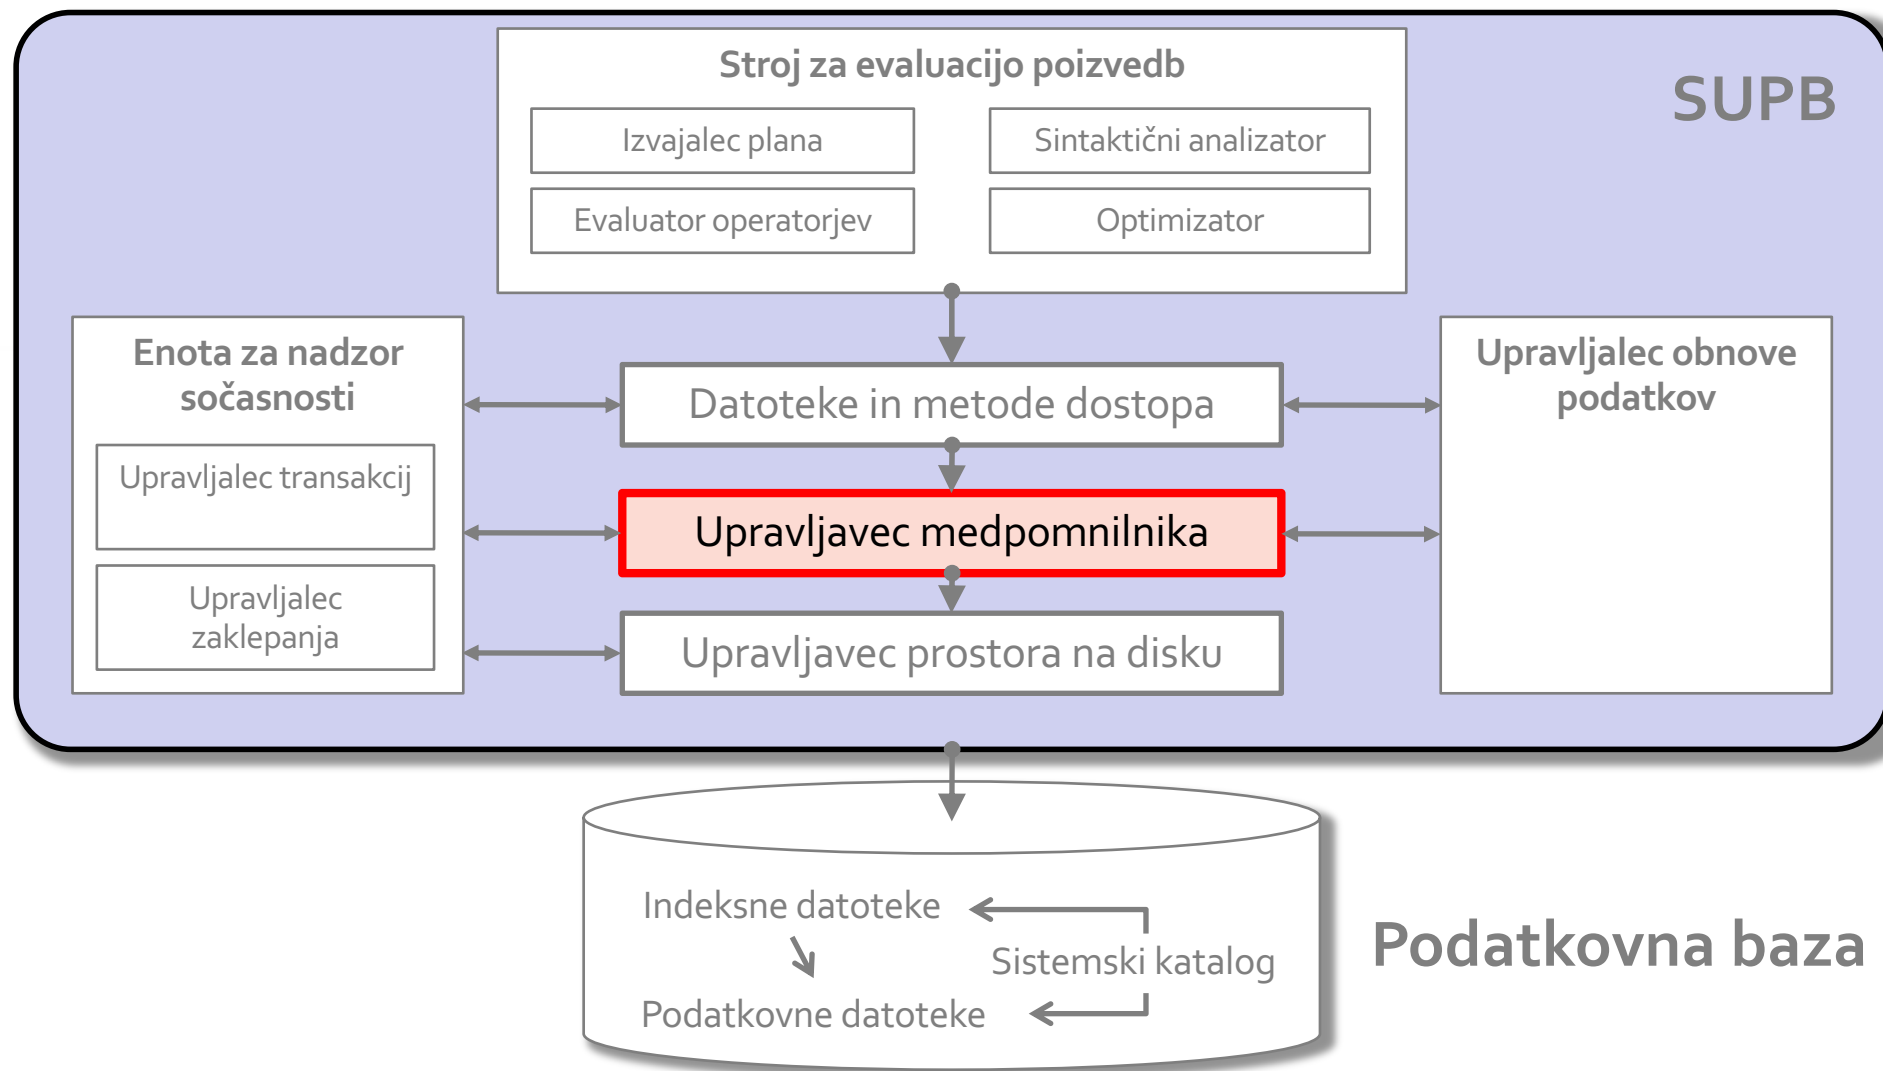 Stroj za evaluacijo poizvedb
SUPB
Izvajalec plana
Sintaktični analizator
Evaluator operatorjev
Optimizator
Enota za nadzor
sočasnosti
Upravljalec transakcij
Upravljalec
zaklepanja
Datoteke in metode dostopa
Upravljavec medpomnilnika
Upravljavec prostora na disku
Upravljalec obnove
podatkov
Indeksne datoteke
Sistemski katalog
Podatkovne datoteke
Podatkovna baza